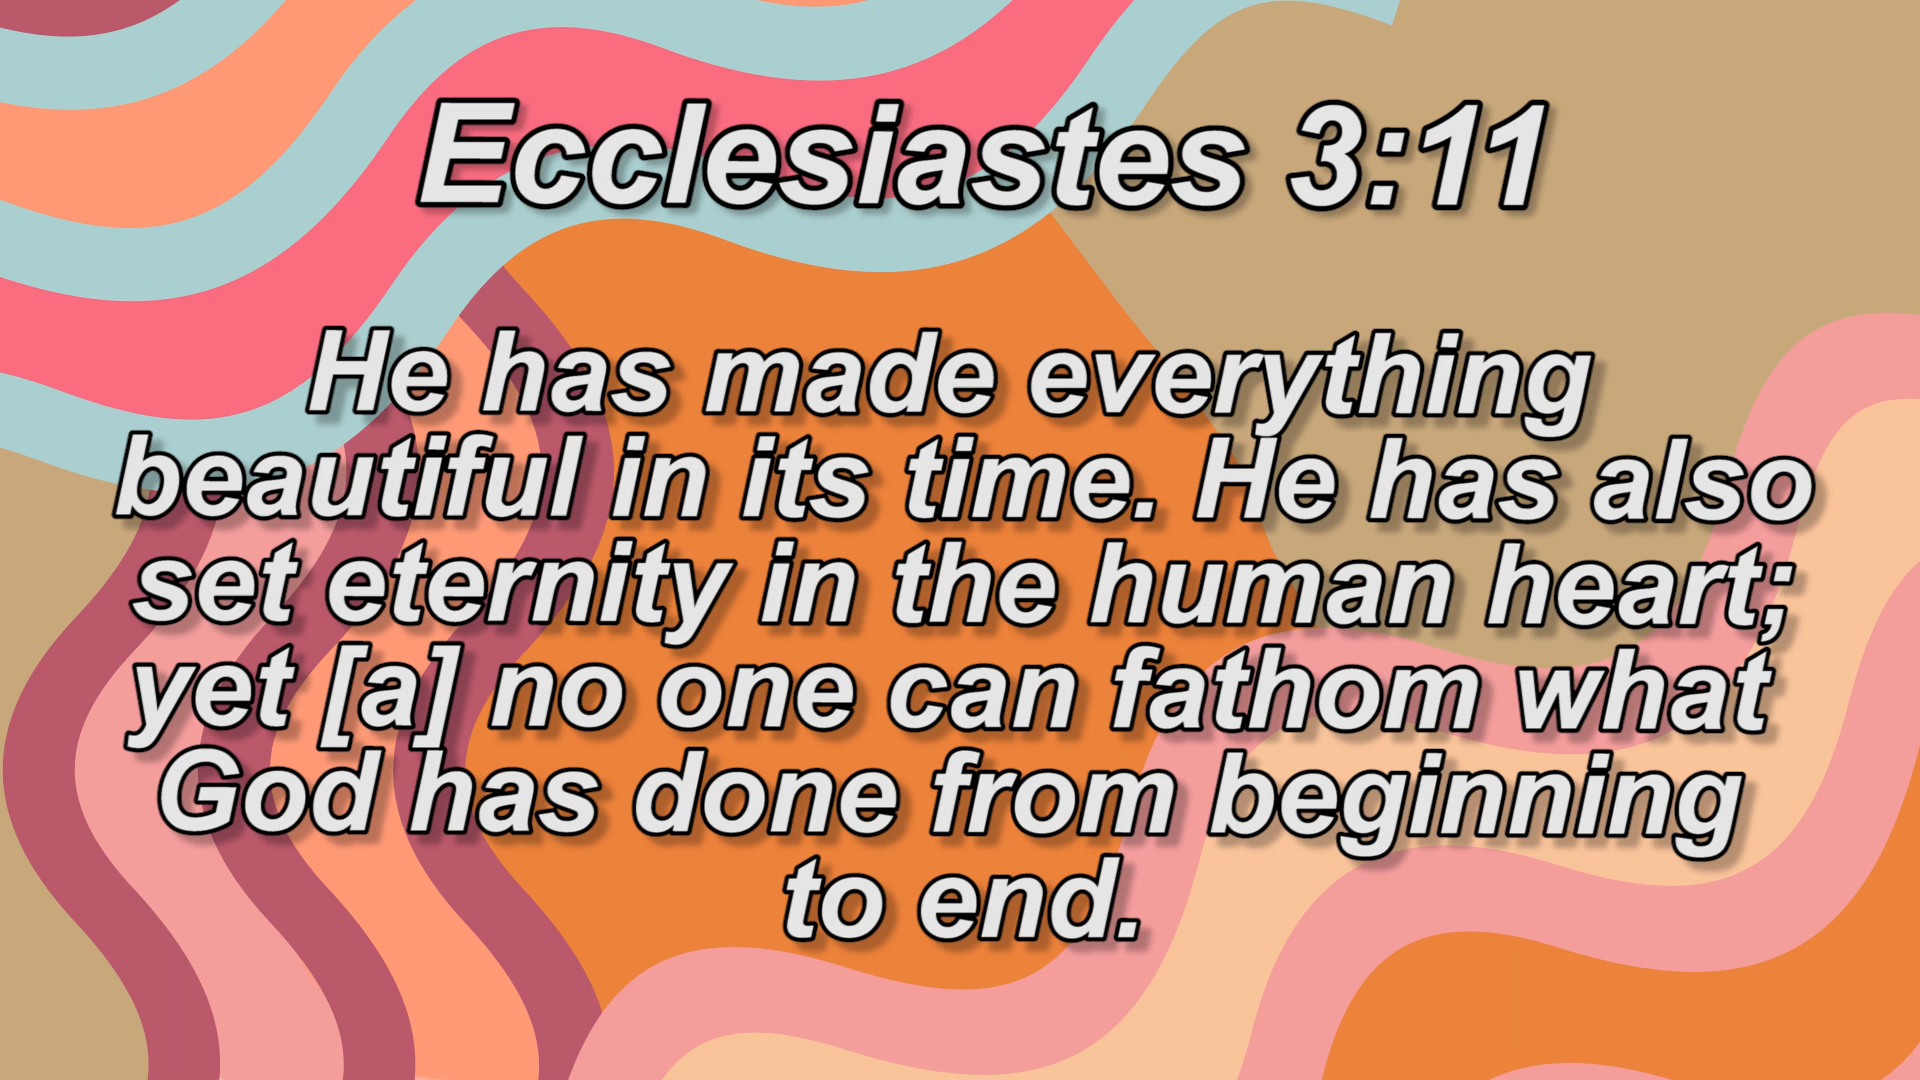 Ecclesiastes 3:11
He has made everything
beautiful in its time. He has also
set eternity in the human heart;
yet [a] no one can fathom what
God has done from beginning
to end.